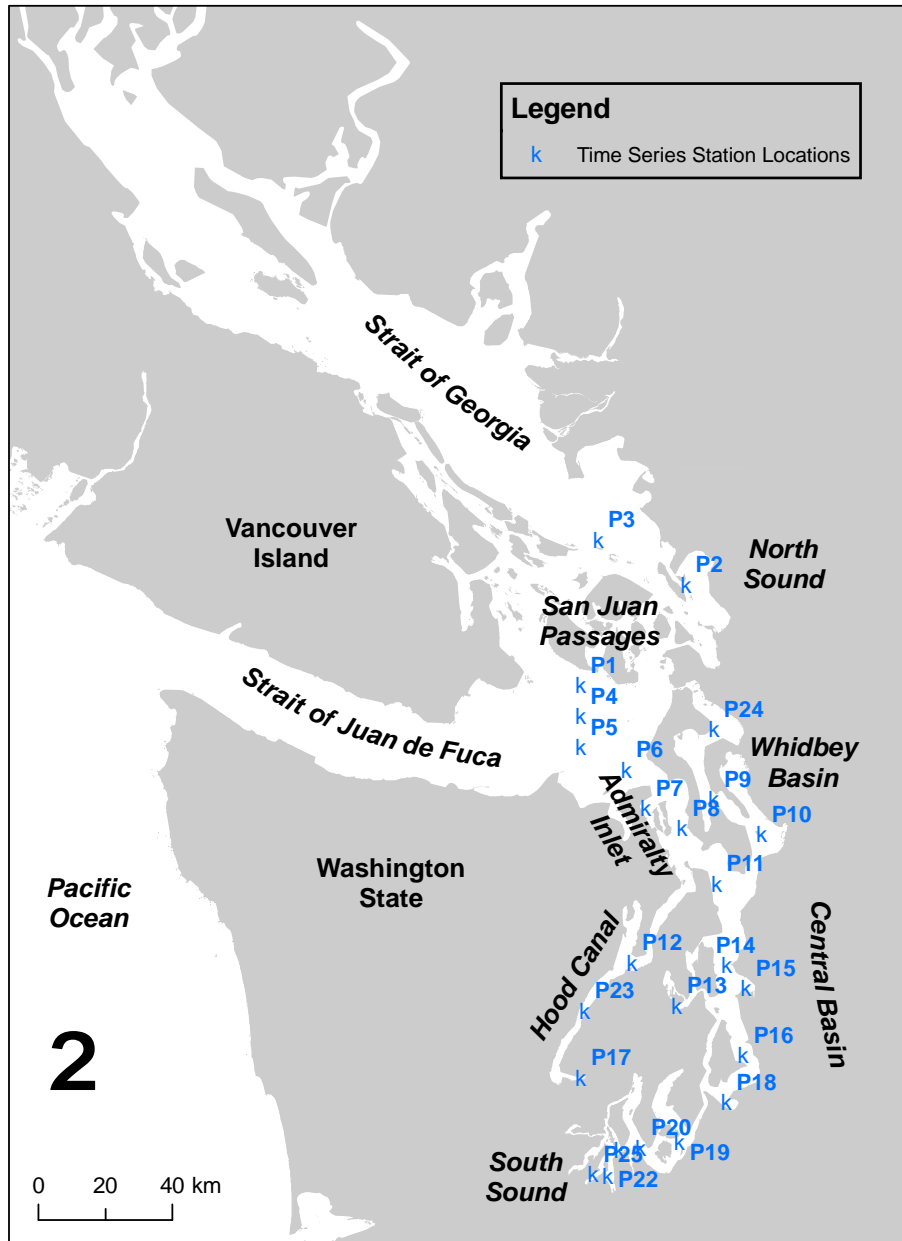 Legend
k Time Series Station Locations
Strait of Georgia
P3
k
Vancouver
Island
P2
k
North
Sound
San Juan
Passages
P1
k
P4
k
P5
k
Strait of Juan de Fuca
P24
k
Whidbey
Basin
P6
k
P7
k
P9
k
P8
k
P10
k
Admiralty
Inlet
Washington
State
Pacific
Ocean
P11
k
Central Basin
Hood Canal
P12
k
P14
k
P15
k
P13
k
P23
k
P16
k
P17
k
P18
k
2
P20
k
k
k
P19
P25
South
Sound
k
k
P22
0 20 40 km